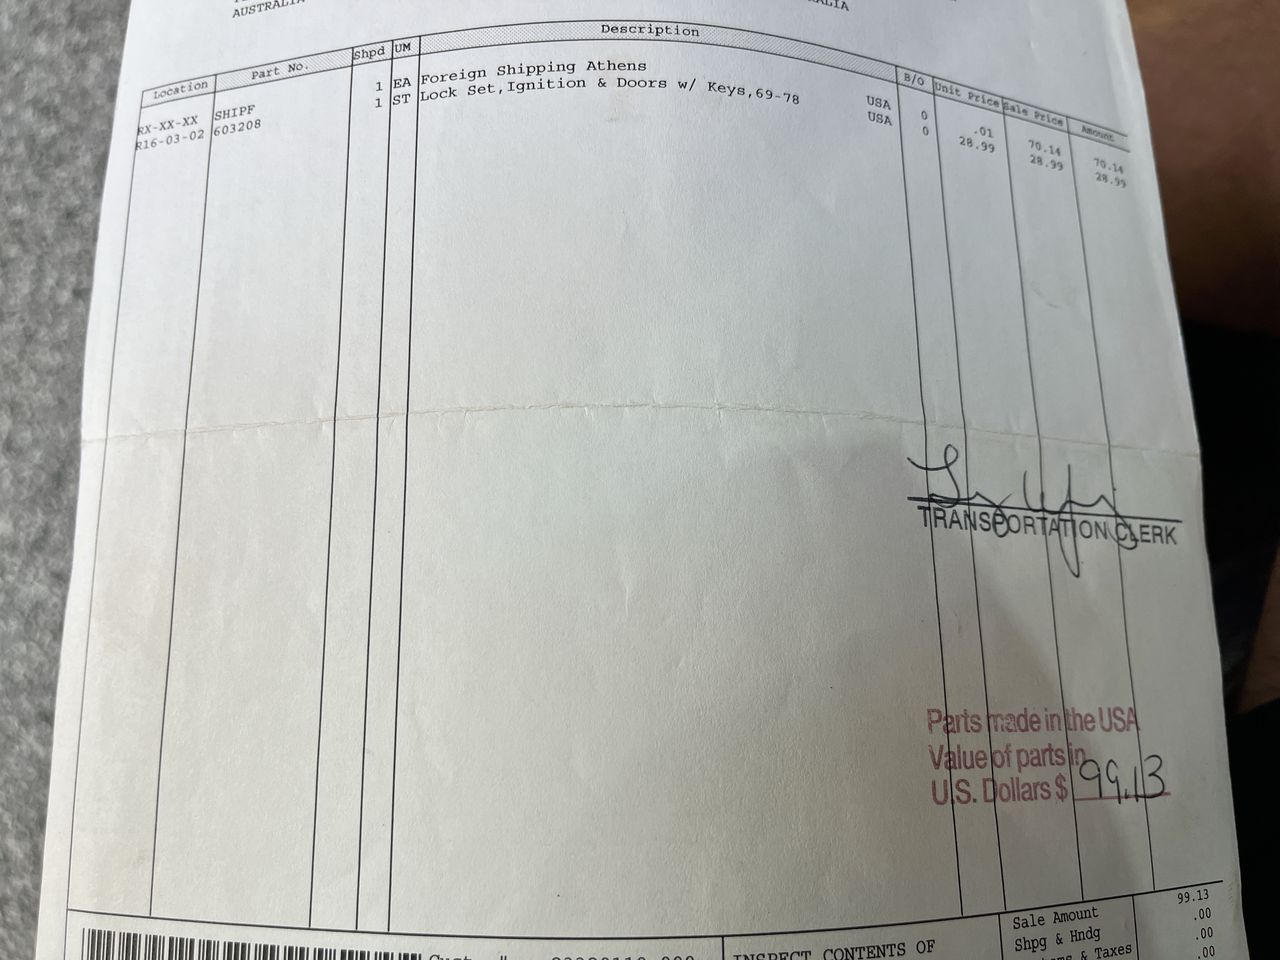 AUSTRALIA
Location Part No. Shpd UM Description B/O Unit Price Sale Price Amount
RX-XX-XX SHIPF 1 EA Foreign Shipping Athens USA 0 .01 70.14 70.14
R16-03-02 603208 1 ST Lock Set,Ignition & Doors w/ Keys,69-78 USA 0 28.99 28.99 28.99
TRANSPORTATION CLERK
Parts made in the USA
Value of parts in
U.S. Dollars $ 99.13
Sale Amount 99.13
Shpg & Hndg .00
& Taxes .00
.00
INSPECT CONTENTS OF